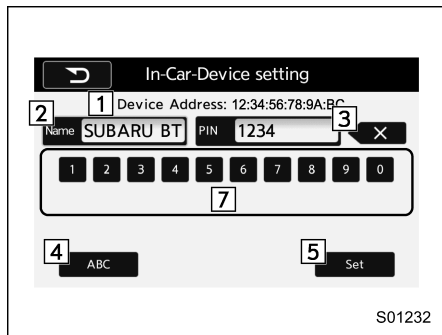 In-Car-Device setting
1 Device Address: 12:34:56:78:9A:BC
2 3
Name SUBARU BT PIN 1234 X
1 2 3 4 5 6 7 8 9 0
7
4 5
ABC Set
S01232